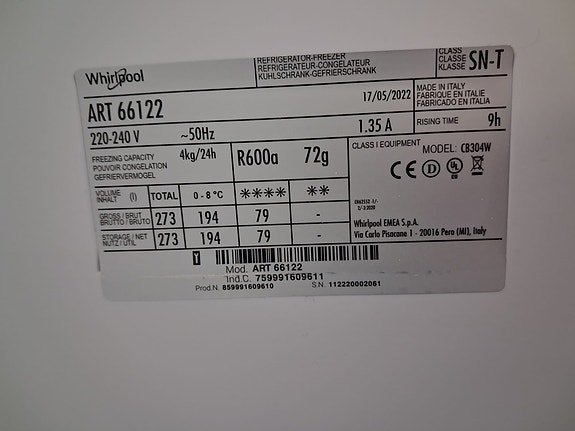 Whirlpool
REFRIGERATOR-FREEZER
REFRIGERATEUR-CONGELATEUR
KUHLSCHRANK-GEFRIERSCHRANK
CLASS
CLASSE
KLASSE
SN-T
ART 66122
17/05/2022
MADE IN ITALY
FABRIQUE EN ITALIE
FABRICADO EN ITALIA
220-240 V ~50Hz 1.35 A
RISING TIME 9h
FREEZING CAPACITY
POUVOIR CONGELATION
GEFRIERVERMOGEL
4kg/24h
R600a 72g
CLASS I EQUIPMENT MODEL: CB304W
CE D UL
VOLUME
INHALT (l)
TOTAL 0-8°C **** **
GROSS / BRUT
BRUTTO / BRUTO
273 194 79 -
STORAGE / NET
NUTZ / UTIL
273 194 79 -
Whirlpool EMEA S.p.A.
Via Carlo Pisacane 1 - 20016 Pero (MI), Italy
Y
Mod. ART 66122
Ind.C. 759991609611
Prod.N. 859991609610 S.N. 112220002061